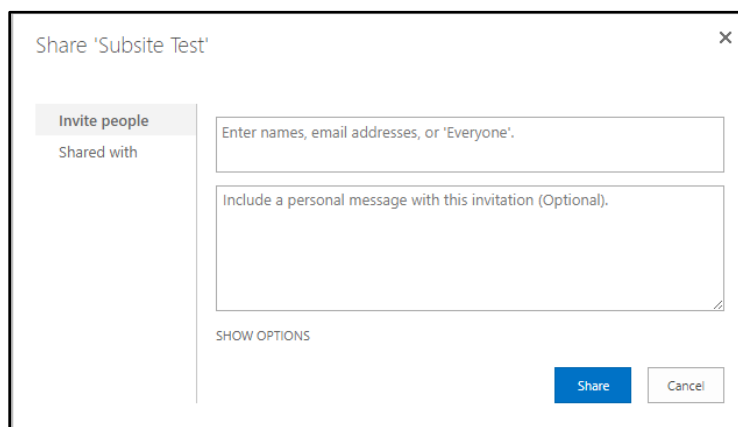 Share 'Subsite Test'
Invite people
Shared with
Enter names, email addresses, or 'Everyone'.
Include a personal message with this invitation (Optional).
SHOW OPTIONS
Share
Cancel